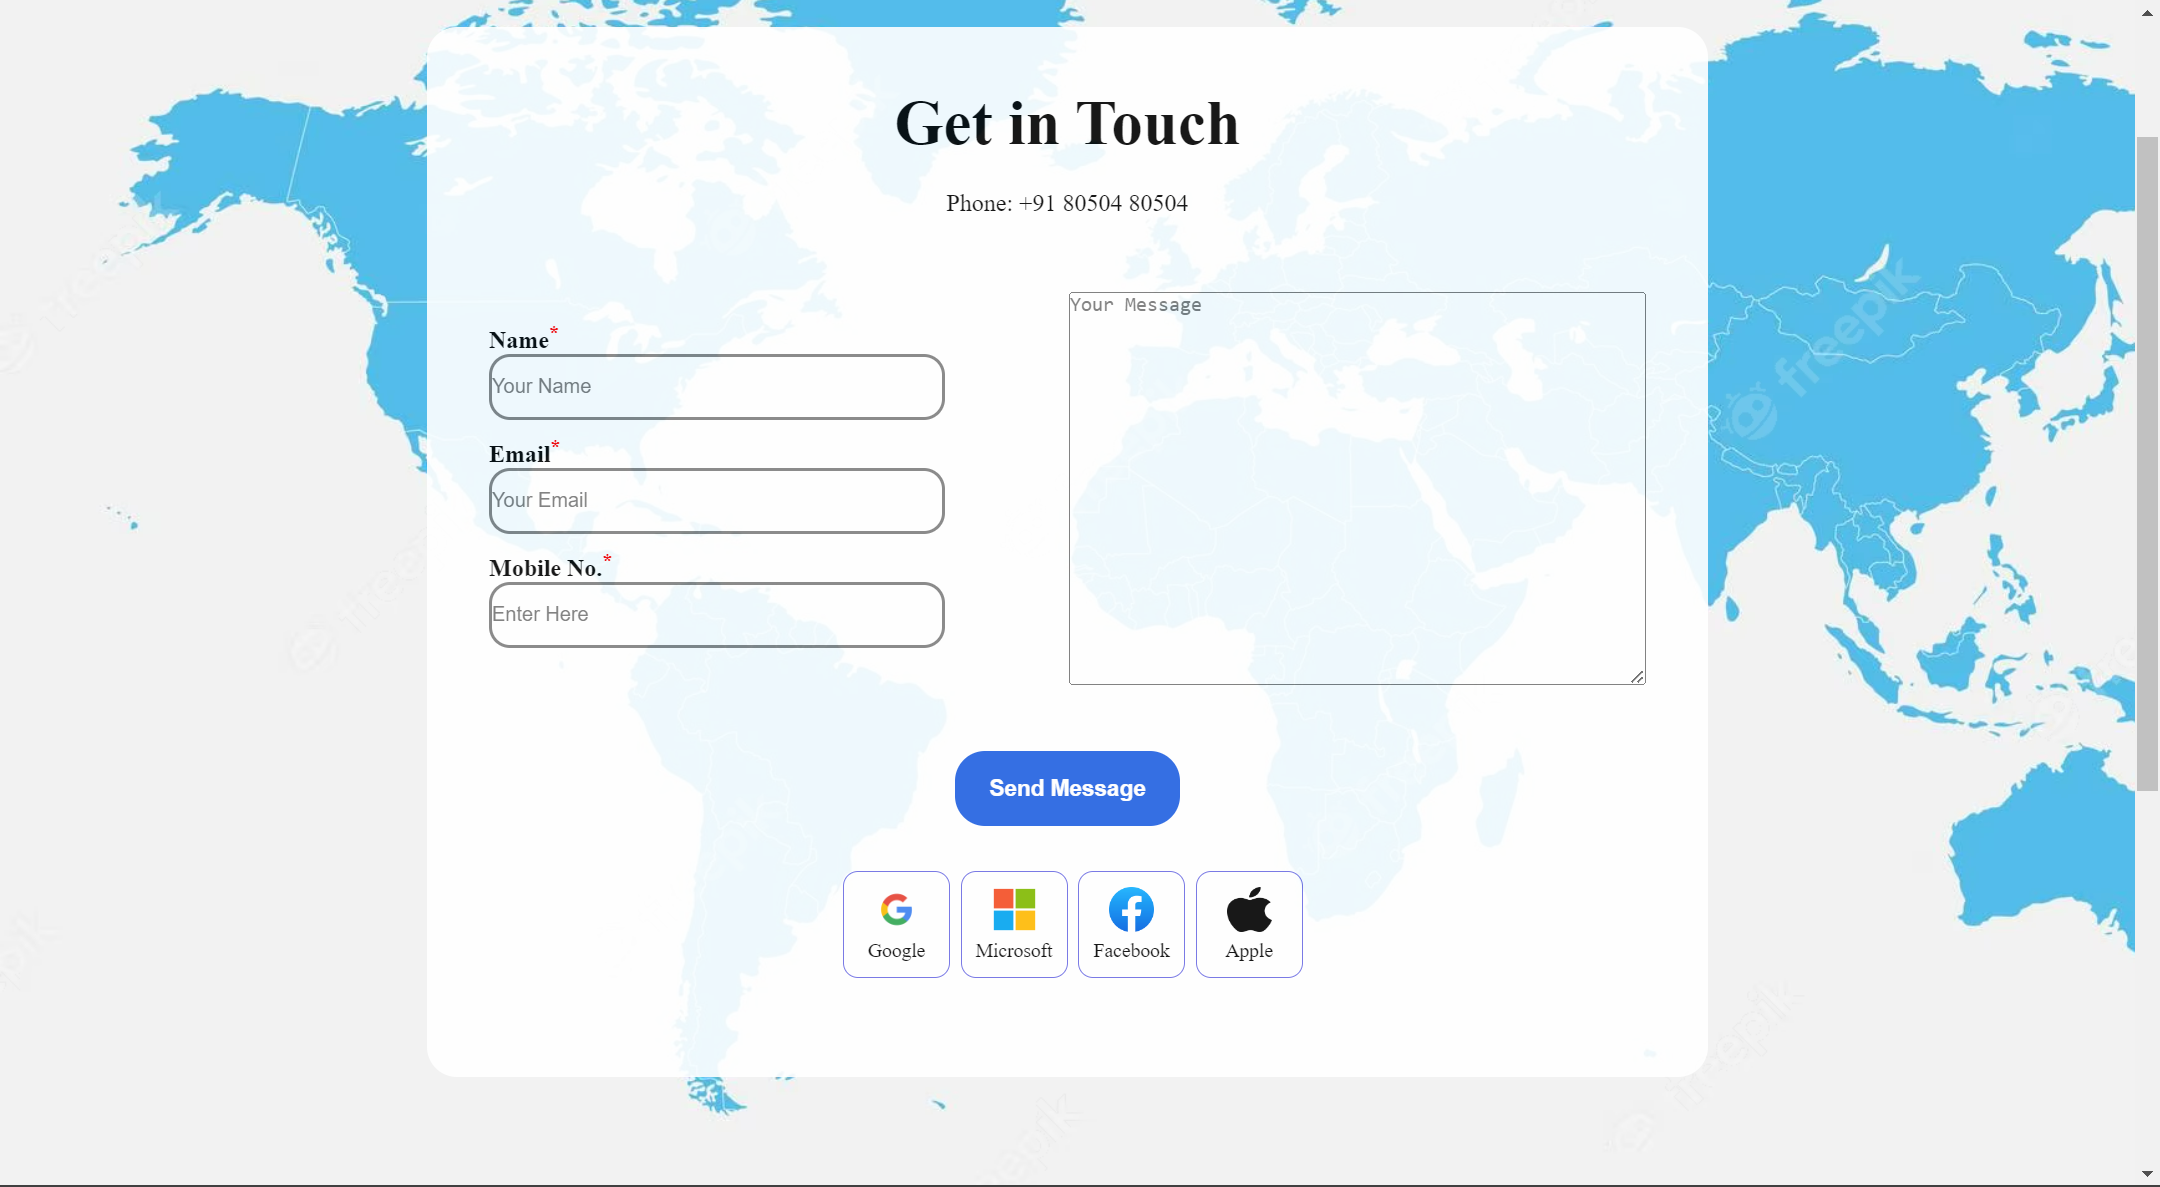 Get in Touch
Phone: +91 80504 80504
Name*
Your Name
Email*
Your Email
Mobile No.*
Enter Here
Your Message
Send Message
Google
Microsoft
Facebook
Apple
freepik